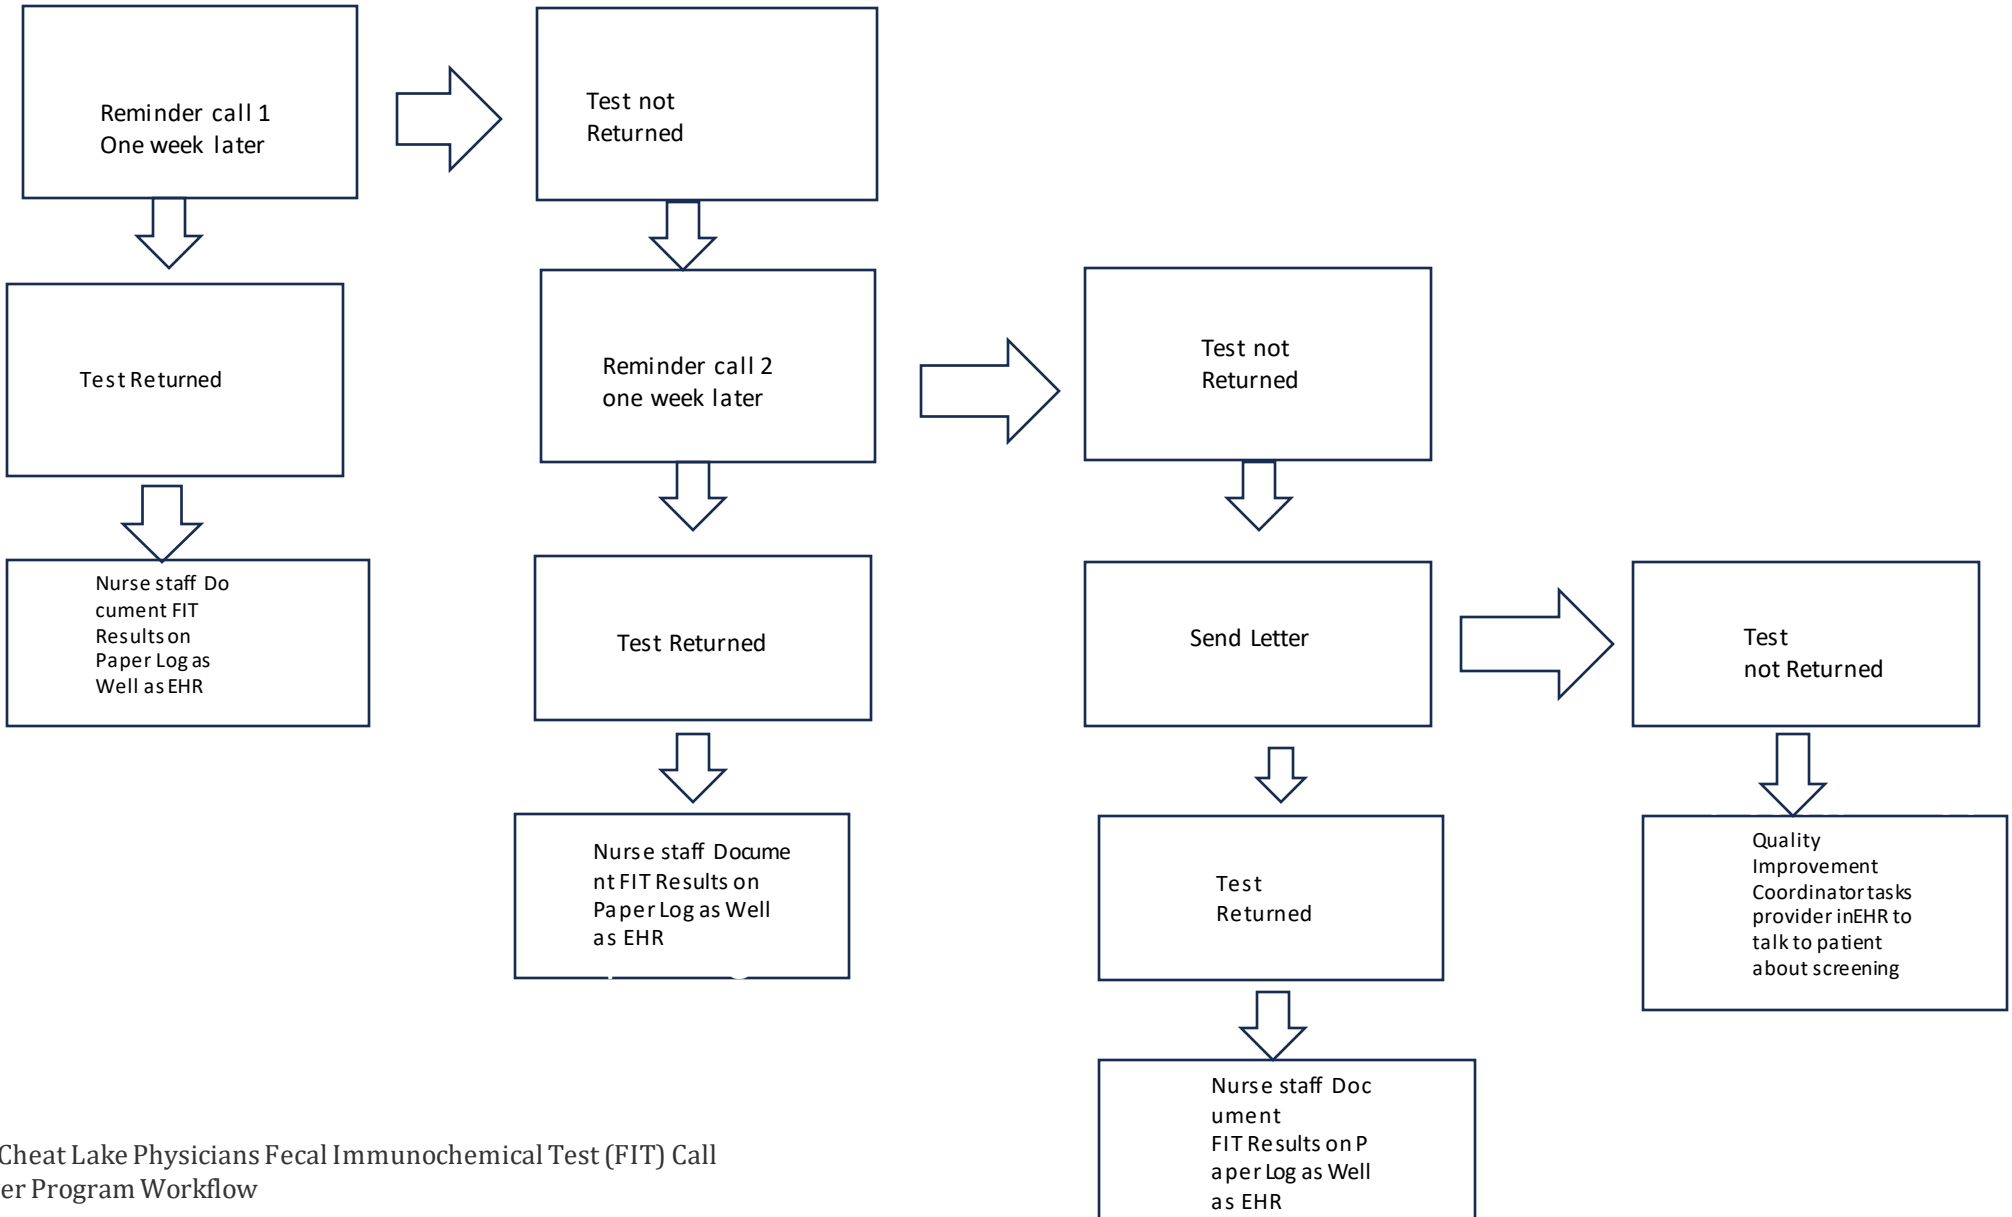 Reminder call 1
One week later
Test not
Returned
Test Returned
Reminder call 2
one week later
Test not
Returned
Nurse staff Do
cument FIT
Results on
Paper Log as
Well as EHR
Test Returned
Send Letter
Test
not Returned
Nurse staff Docume
nt FIT Results on
Paper Log as Well
as EHR
Test
Returned
Quality
Improvement
Coordinator tasks
provider in EHR to
talk to patient
about screening
Nurse staff Doc
ument
FIT Results on P
aper Log as Well
as EHR
Cheat Lake Physicians Fecal Immunochemical Test (FIT) Call
er Program Workflow